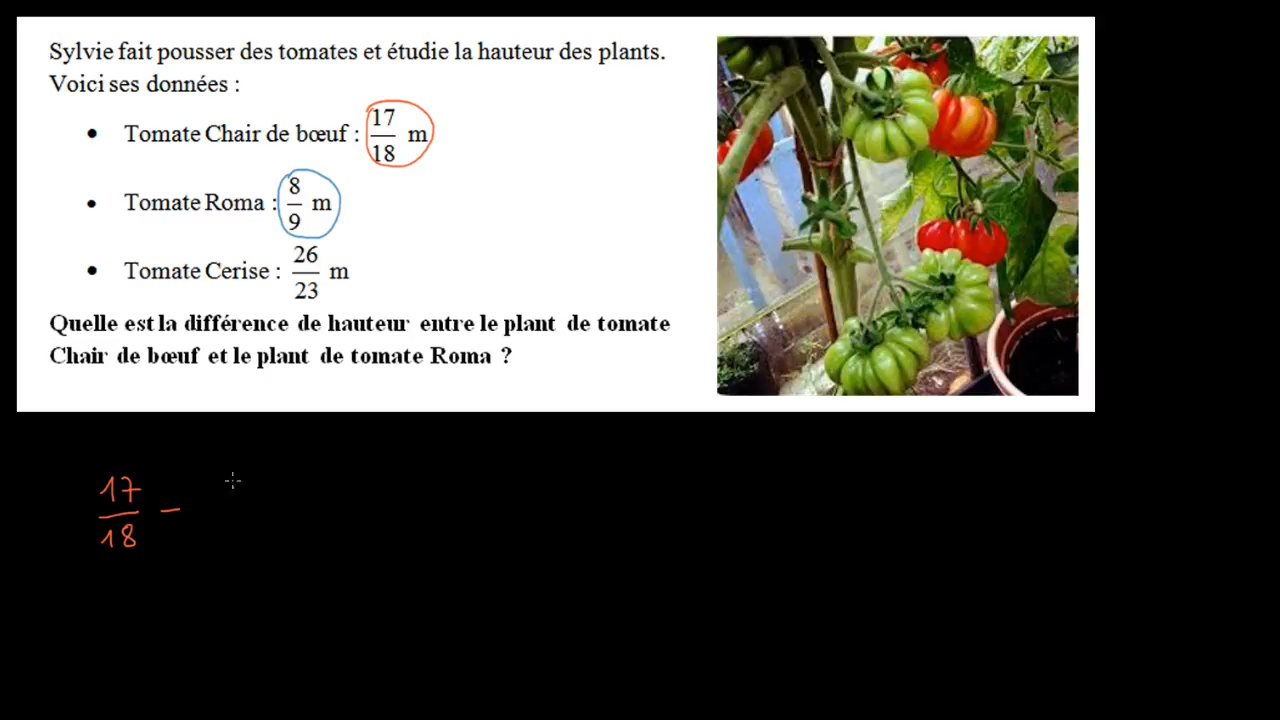 Sylvie fait pousser des tomates et étudie la hauteur des plants.
Voici ses données :
• Tomate Chair de bœuf : 17/18 m
• Tomate Roma : 8/9 m
• Tomate Cerise : 26/23 m
Quelle est la différence de hauteur entre le plant de tomate
Chair de bœuf et le plant de tomate Roma ?
17/18 –